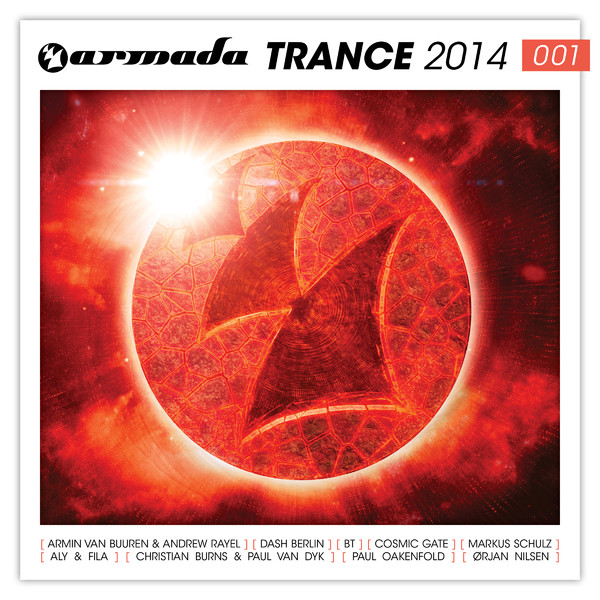 armada TRANCE 2014 001
[ ARMIN VAN BUUREN & ANDREW RAYEL ] [ DASH BERLIN ] [ BT ] [ COSMIC GATE ] [ MARKUS SCHULZ ]
[ ALY & FILA ] [ CHRISTIAN BURNS & PAUL VAN DYK ] [ PAUL OAKENFOLD ] [ ØRJAN NILSEN ]